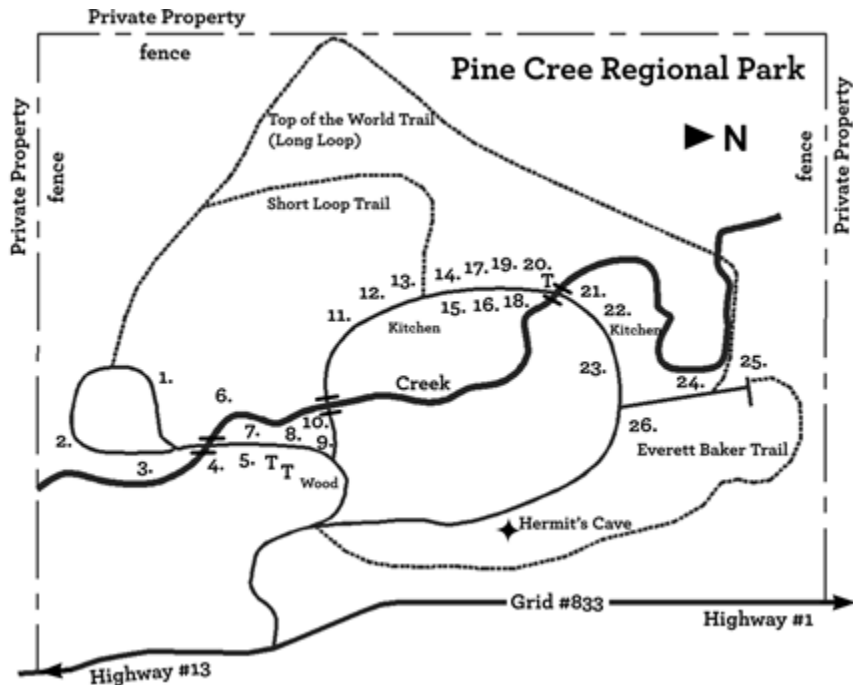 Private Property
fence
Pine Cree Regional Park
N
Private Property
fence
Private Property
fence
Top of the World Trail
(Long Loop)
Short Loop Trail
11.
12.
13.
14.
17.
19.
20.
T
15.
16.
18.
Kitchen
21.
22.
Kitchen
23.
24.
25.
26.
Everett Baker Trail
1.
2.
3.
4.
5.
6.
7.
8.
9.
10.
T
T
Wood
Creek
Hermit's Cave
Grid #833
Highway #1
Highway #13